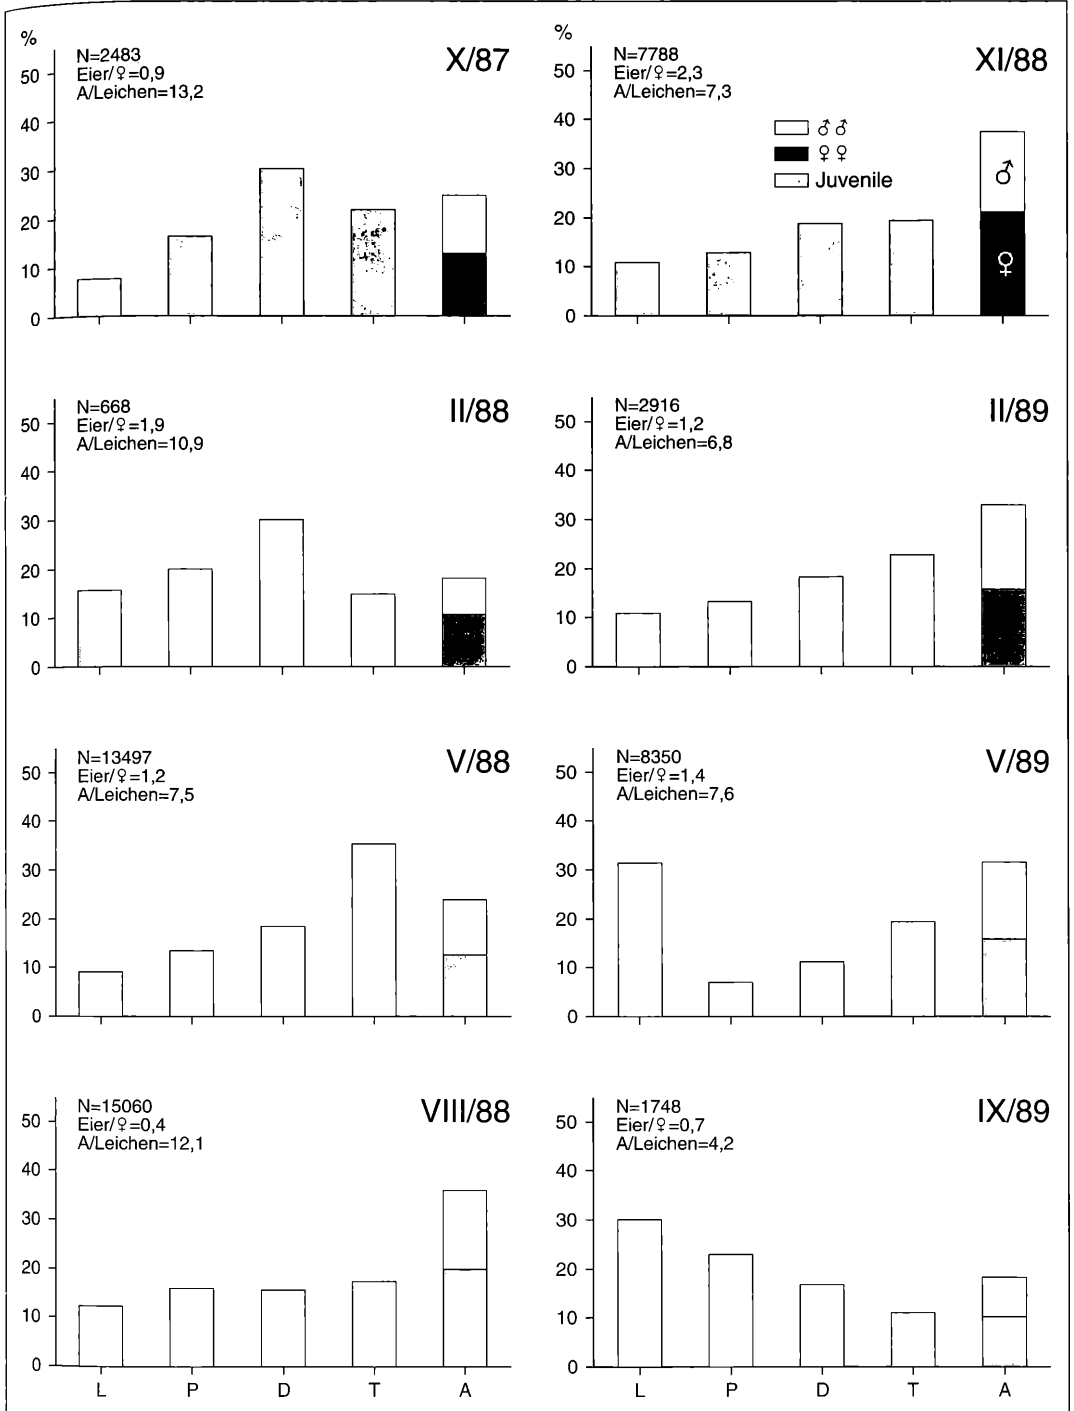 %
N=2483
Eier/♀=0,9
A/Leichen=13,2
X/87
50
40
30
20
10
0
%
N=7788
Eier/♀=2,3
A/Leichen=7,3
XI/88
♂♂
♀♀
Juvenile
♂
♀
50
40
30
20
10
0
N=668
Eier/♀=1,9
A/Leichen=10,9
II/88
50
40
30
20
10
0
N=2916
Eier/♀=1,2
A/Leichen=6,8
II/89
50
40
30
20
10
0
N=13497
Eier/♀=1,2
A/Leichen=7,5
V/88
50
40
30
20
10
0
N=8350
Eier/♀=1,4
A/Leichen=7,6
V/89
50
40
30
20
10
0
N=15060
Eier/♀=0,4
A/Leichen=12,1
VIII/88
50
40
30
20
10
0
L P D T A
N=1748
Eier/♀=0,7
A/Leichen=4,2
IX/89
50
40
30
20
10
0
L P D T A